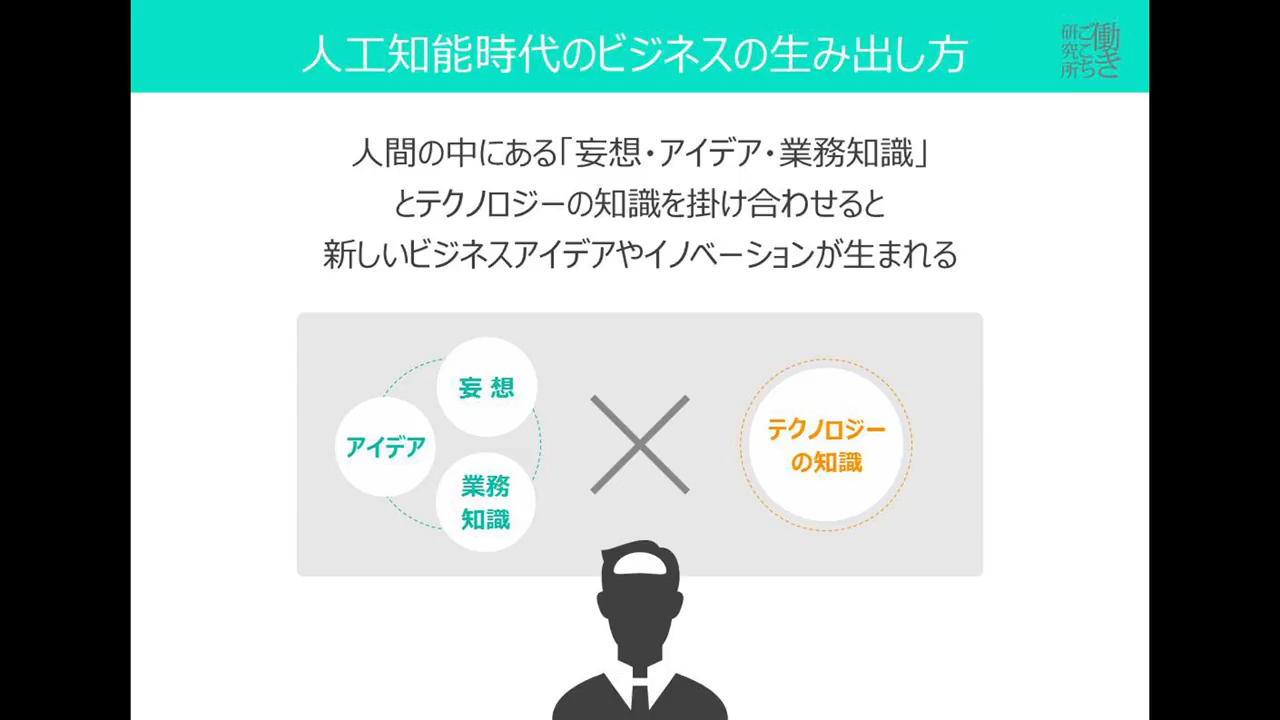 人工知能時代のビジネスの生み出し方
働き
ごこち
研究所
人間の中にある「妄想・アイデア・業務知識」
とテクノロジーの知識を掛け合わせると
新しいビジネスアイデアやイノベーションが生まれる
妄想
アイデア
業務
知識
テクノロジー
の知識